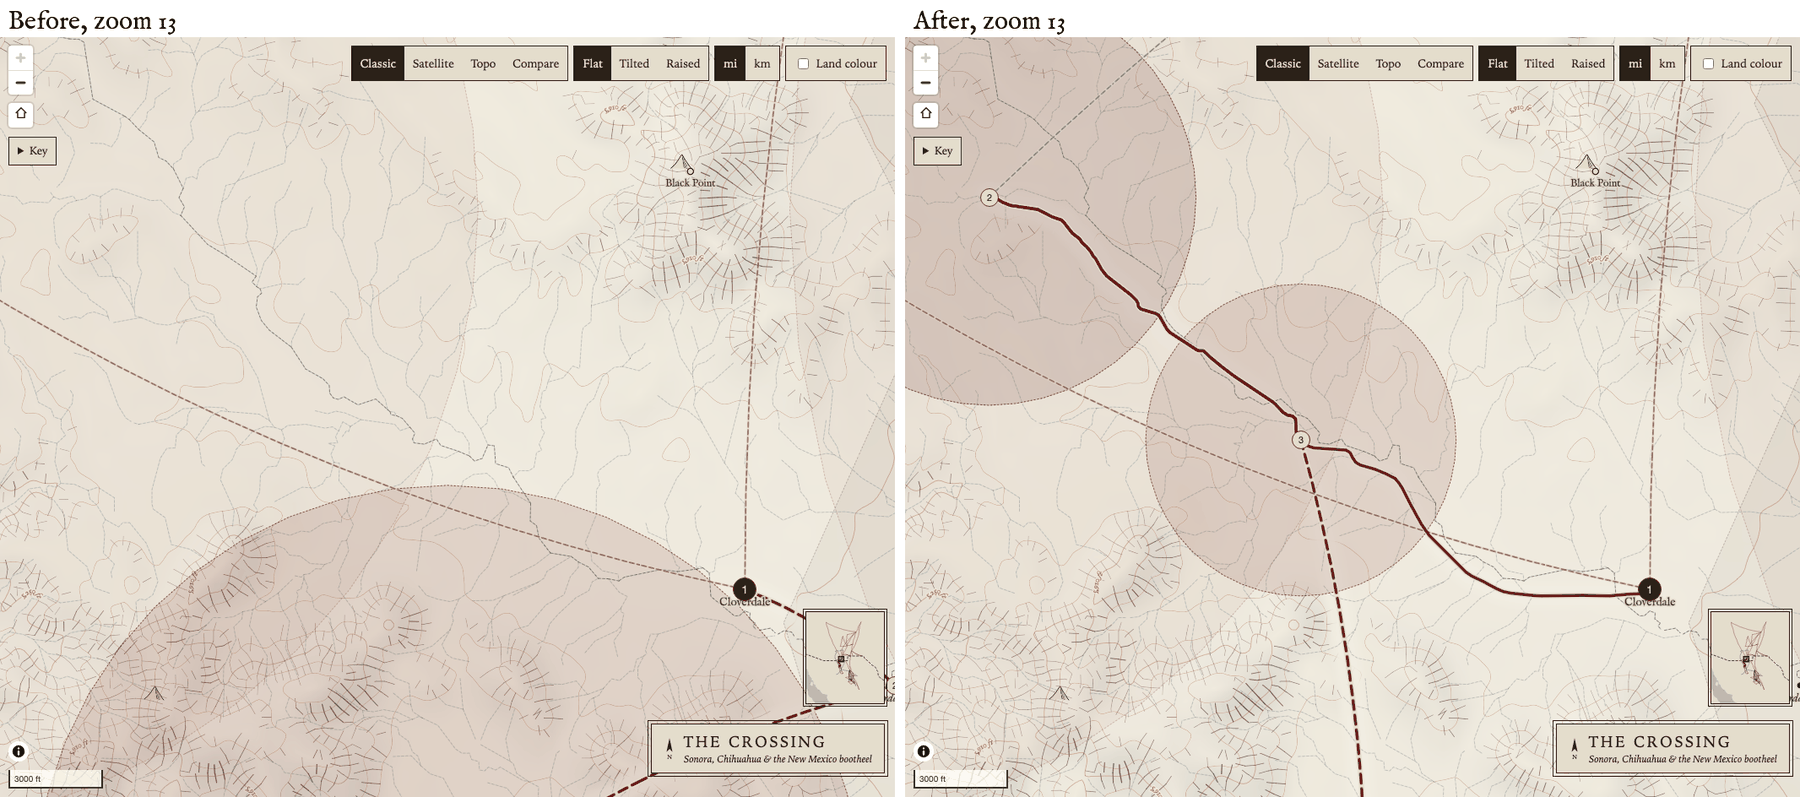 Before, zoom 13
Classic Satellite Topo Compare Flat Tilted Raised mi km Land colour
Key
Black Point
1
Cloverdale
THE CROSSING
N
Sonora, Chihuahua & the New Mexico bootheel
3000 ft
After, zoom 13
Classic Satellite Topo Compare Flat Tilted Raised mi km Land colour
Key
Black Point
2
3
1
Cloverdale
THE CROSSING
N
Sonora, Chihuahua & the New Mexico bootheel
3000 ft